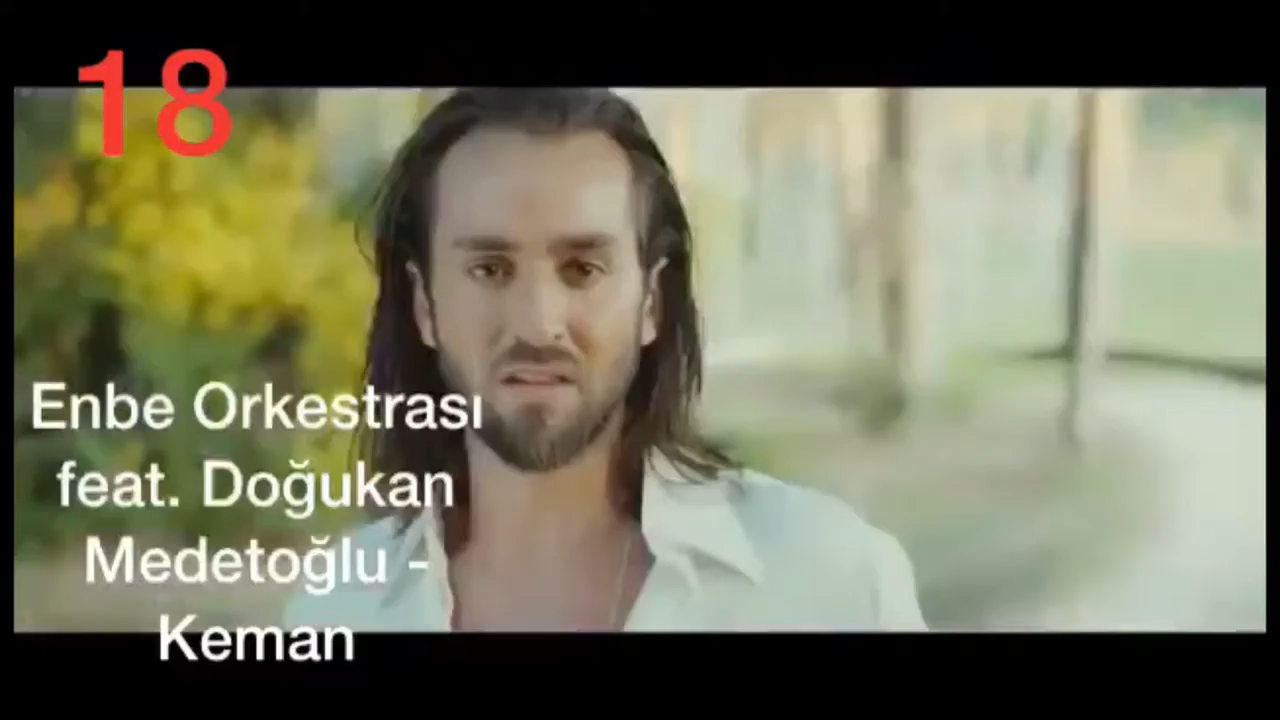 18
Enbe Orkestrası
feat. Doğukan
Medetoğlu -
Keman